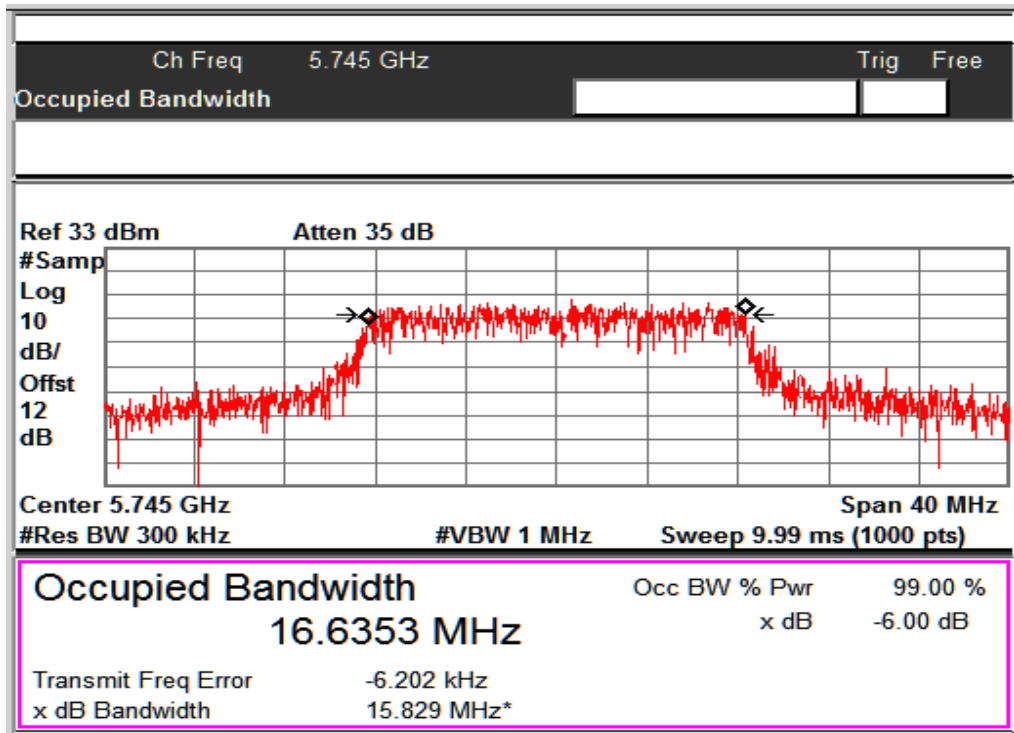 Ch Freq 5.745 GHz Trig Free
Occupied Bandwidth
Ref 33 dBm Atten 35 dB
#Samp
Log
10
dB/
Offst
12
dB
Center 5.745 GHz Span 40 MHz
#Res BW 300 kHz #VBW 1 MHz Sweep 9.99 ms (1000 pts)
Occupied Bandwidth Occ BW % Pwr 99.00 %
16.6353 MHz x dB -6.00 dB
Transmit Freq Error -6.202 kHz
x dB Bandwidth 15.829 MHz*